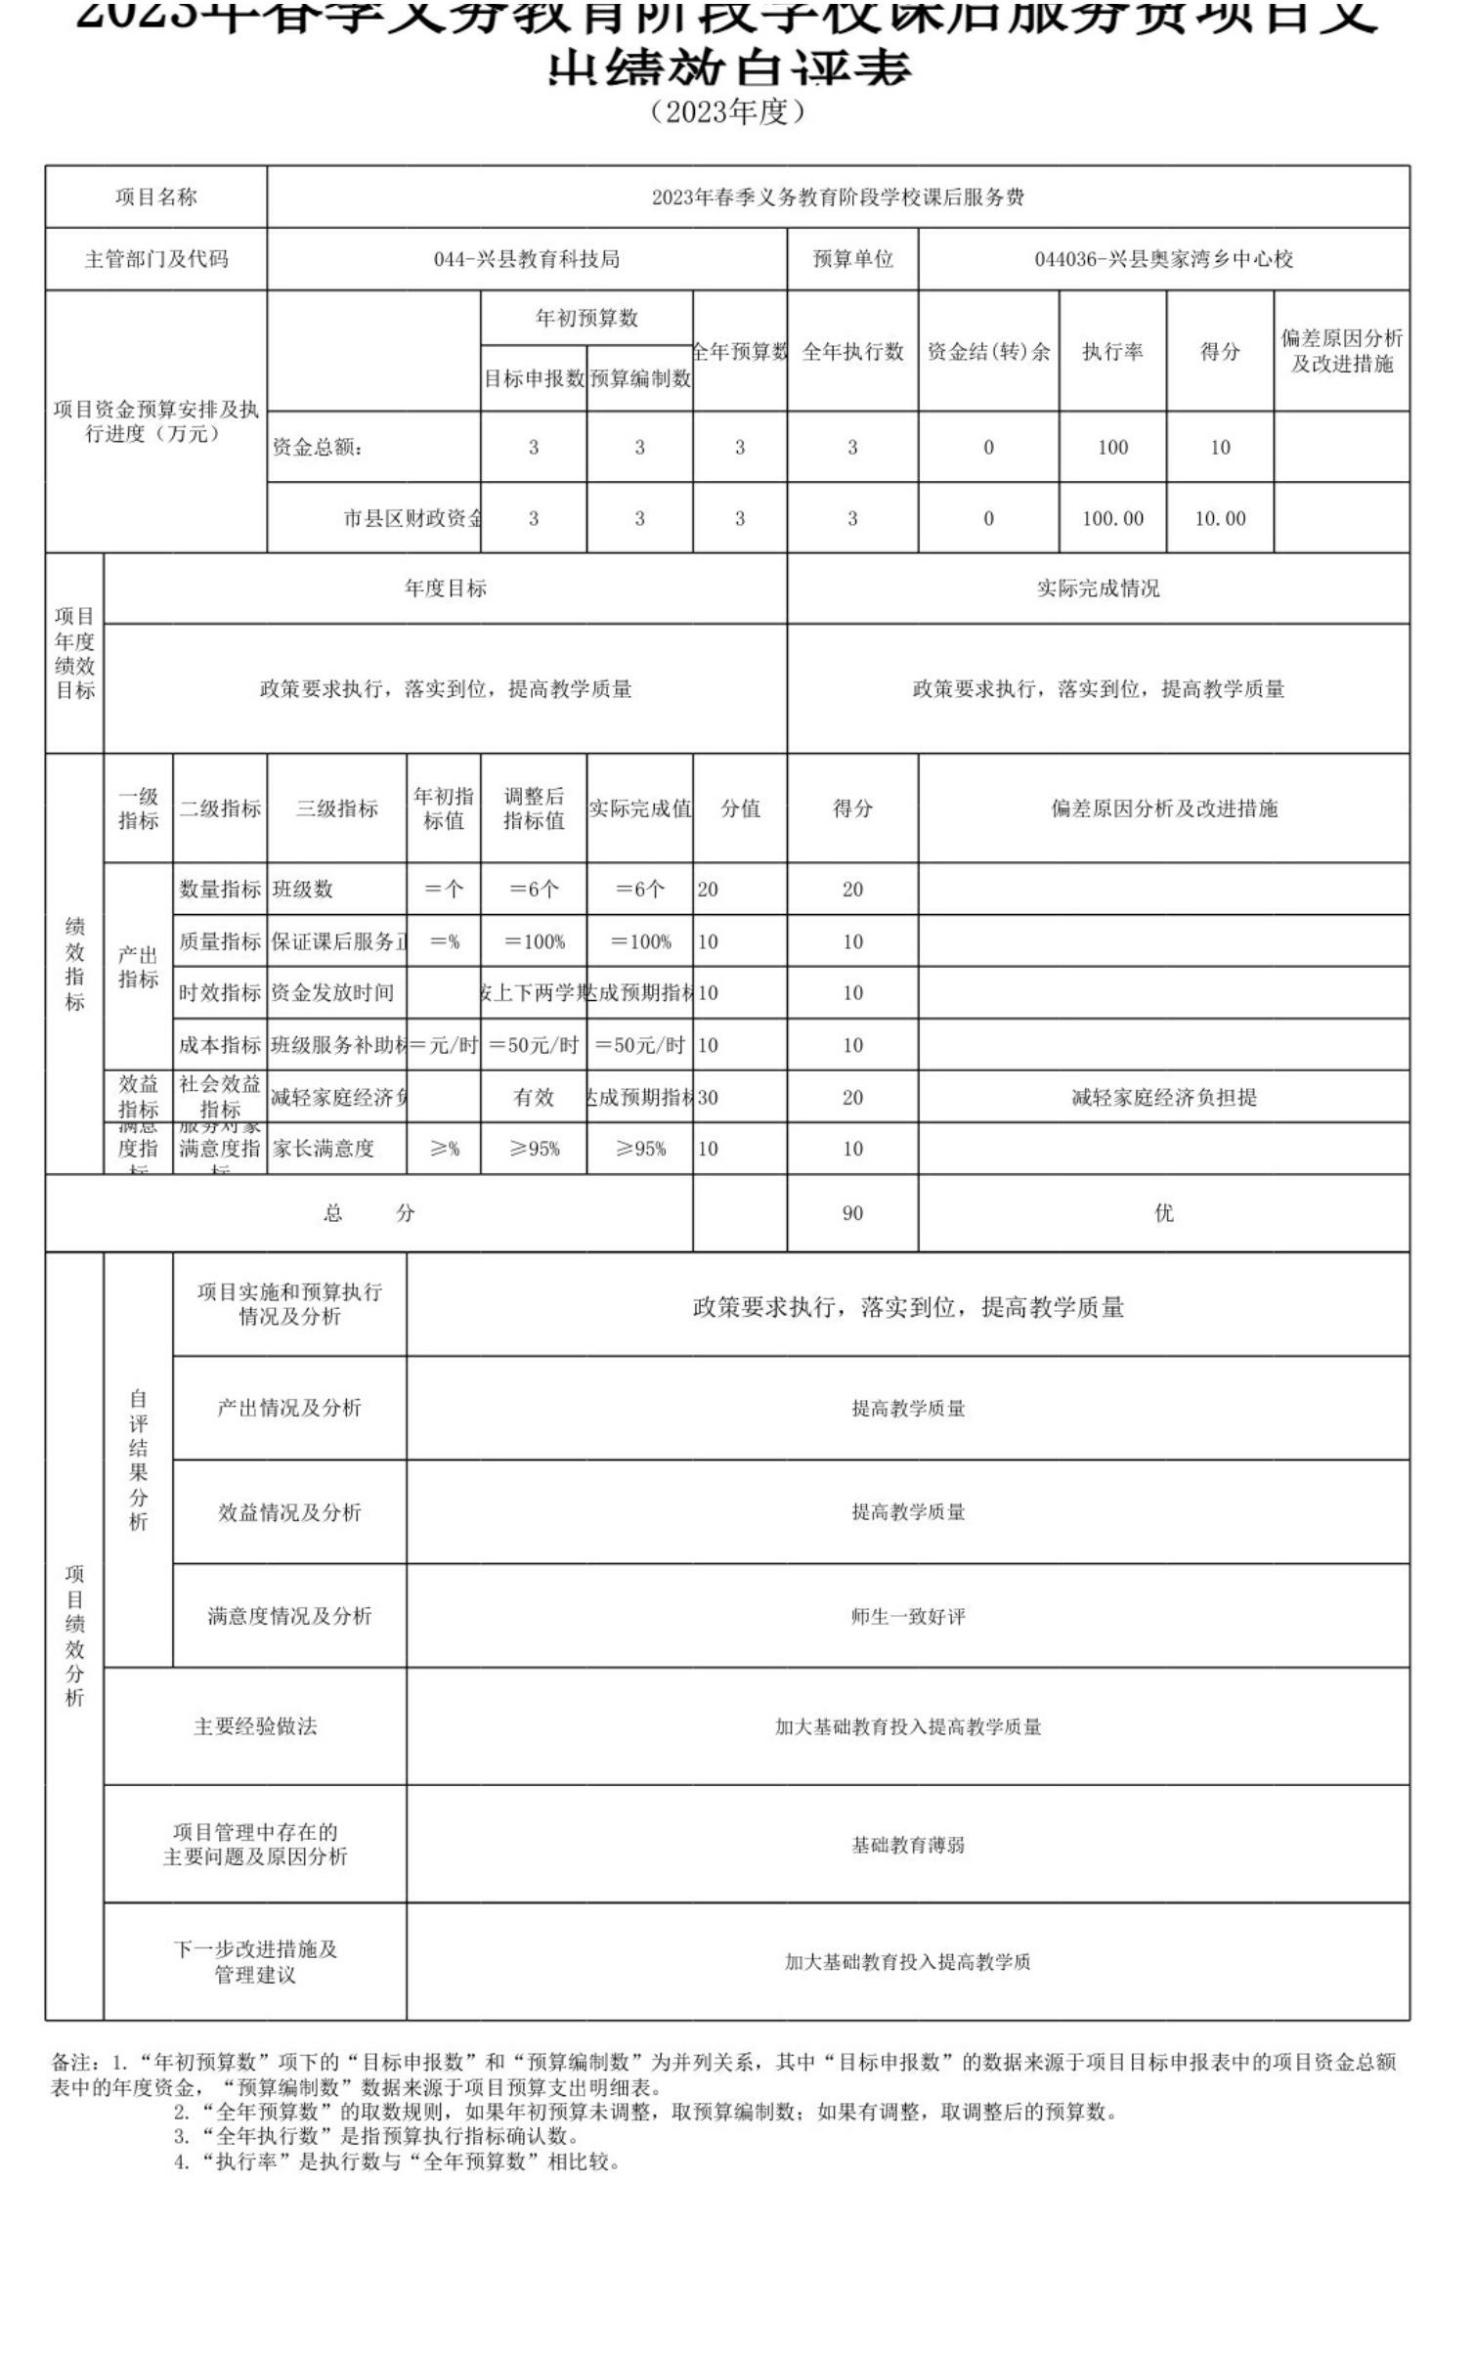 2023年春季义务教育阶段学校课后服务费项目支
出绩效自评表
（2023年度）
项目名称
2023年春季义务教育阶段学校课后服务费
主管部门及代码
044-兴县教育科技局
预算单位
044036-兴县奥家湾乡中心校
项目资金预算安排及执
行进度（万元）
年初预算数
目标申报数
预算编制数
全年预算数
全年执行数
资金结(转)余
执行率
得分
偏差原因分析
及改进措施
资金总额：
3
3
3
3
0
100
10
市县区财政资金
3
3
3
3
0
100.00
10.00
项目
年度
绩效
目标
年度目标
实际完成情况
政策要求执行，落实到位，提高教学质量
政策要求执行，落实到位，提高教学质量
绩
效
指
标
一级
指标
二级指标
三级指标
年初指
标值
调整后
指标值
实际完成值
分值
得分
偏差原因分析及改进措施
产出
指标
数量指标
班级数
＝个
＝6个
＝6个
20
20
质量指标
保证课后服务正
＝%
＝100%
＝100%
10
10
时效指标
资金发放时间
按上下两学期
达成预期指标
10
10
成本指标
班级服务补助标
＝元/时
＝50元/时
＝50元/时
10
10
效益
指标
社会效益
指标
减轻家庭经济负
有效
达成预期指标
30
20
减轻家庭经济负担提
满意
度指
标
服务对象
满意度指
标
家长满意度
≥%
≥95%
≥95%
10
10
总 分
90
优
项
目
绩
效
分
析
自
评
结
果
分
析
项目实施和预算执行
情况及分析
政策要求执行，落实到位，提高教学质量
产出情况及分析
提高教学质量
效益情况及分析
提高教学质量
满意度情况及分析
师生一致好评
主要经验做法
加大基础教育投入提高教学质量
项目管理中存在的
主要问题及原因分析
基础教育薄弱
下一步改进措施及
管理建议
加大基础教育投入提高教学质
备注：1.“年初预算数”项下的“目标申报数”和“预算编制数”为并列关系，其中“目标申报数”的数据来源于项目目标申报表中的项目资金总额
表中的年度资金，“预算编制数”数据来源于项目预算支出明细表。
2.“全年预算数”的取数规则，如果年初预算未调整，取预算编制数；如果有调整，取调整后的预算数。
3.“全年执行数”是指预算执行指标确认数。
4.“执行率”是执行数与“全年预算数”相比较。